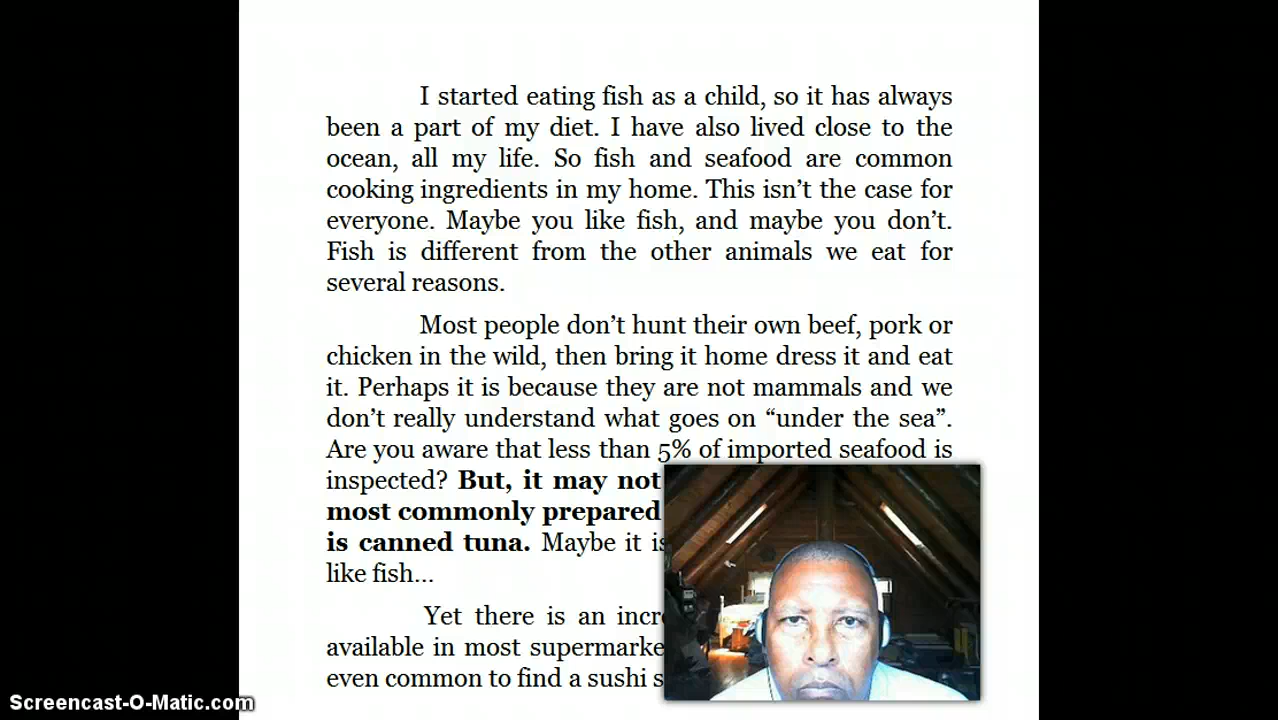 I started eating fish as a child, so it has always
been a part of my diet. I have also lived close to the
ocean, all my life. So fish and seafood are common
cooking ingredients in my home. This isn’t the case for
everyone. Maybe you like fish, and maybe you don’t.
Fish is different from the other animals we eat for
several reasons.
Most people don’t hunt their own beef, pork or
chicken in the wild, then bring it home dress it and eat
it. Perhaps it is because they are not mammals and we
don’t really understand what goes on “under the sea”.
Are you aware that less than 5% of imported seafood is
inspected? But, it may not
most commonly prepared
is canned tuna. Maybe it is
like fish...
Yet there is an
available in most
even common to find a sushi
Screencast-O-Matic.com